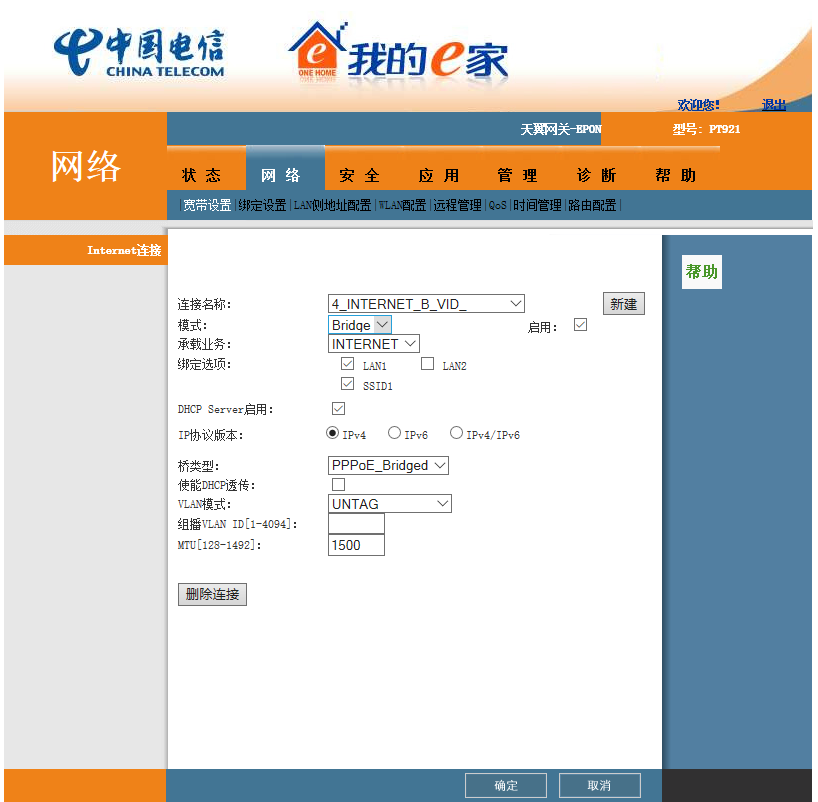 中国电信
CHINA TELECOM
e
ONE HOME
我的e家
欢迎您! 退出
网络
天翼网关-EPON 型号: PT921
状态 网络 安全 应用 管理 诊断 帮助
|宽带设置|绑定设置|LAN侧地址配置|WLAN配置|远程管理|QoS|时间管理|路由配置|
Internet连接
帮助
连接名称: 4_INTERNET_B_VID_ 新建
模式: Bridge 启用:
承载业务: INTERNET
绑定选项: LAN1 LAN2
SSID1
DHCP Server启用:
IP协议版本: IPv4 IPv6 IPv4/IPv6
桥类型: PPPoE_Bridged
使能DHCP透传:
VLAN模式: UNTAG
组播VLAN ID[1-4094]:
MTU[128-1492]: 1500
删除连接
确定 取消